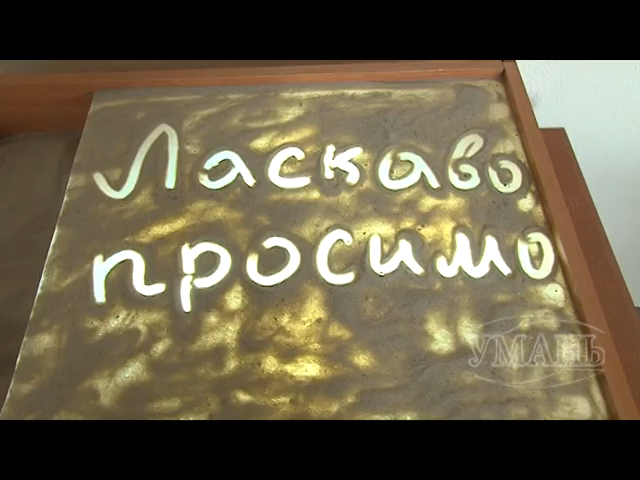 Ласкаво
просимо
УМАНЬ